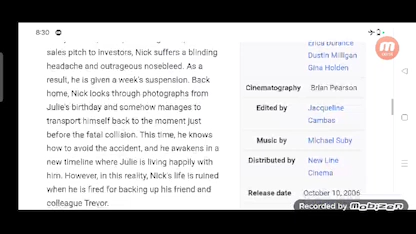 8:30
sales pitch to investors, Nick suffers a blinding
headache and outrageous nosebleed. As a
result, he is given a week's suspension. Back
home, Nick looks through photographs from
Julie's birthday and somehow manages to
transport himself back to the moment just
before the fatal collision. This time, he knows
how to avoid the accident, and he awakens in a
new timeline where Julie is living happily with
him. However, in this reality, Nick's life is ruined
when he is fired for backing up his friend and
colleague Trevor.
Erica Durance
Dustin Milligan
Gina Holden
Cinematography Brian Pearson
Edited by Jacqueline
Cambas
Music by Michael Suby
Distributed by New Line
Cinema
Release date October 10, 2006
Recorded by Mobizen